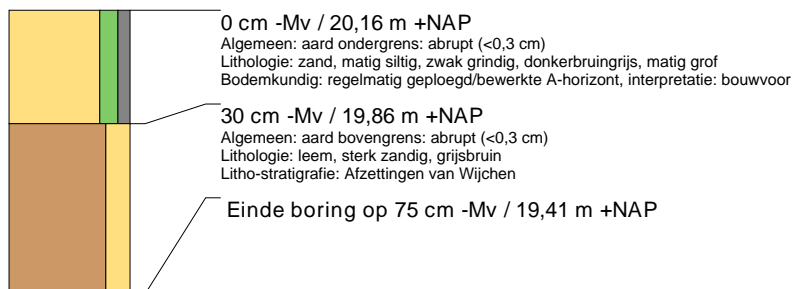 0 cm -Mv / 20,16 m +NAP
Algemeen: aard ondergrens: abrupt (<0,3 cm)
Lithologie: zand, matig siltig, zwak grindig, donkerbruingrijs, matig grof
Bodemkundig: regelmatig geploegd/bewerkte A-horizont, interpretatie: bouwvoor
30 cm -Mv / 19,86 m +NAP
Algemeen: aard bovengrens: abrupt (<0,3 cm)
Lithologie: leem, sterk zandig, grijsbruin
Litho-stratigrafie: Afzettingen van Wijchen
Einde boring op 75 cm -Mv / 19,41 m +NAP